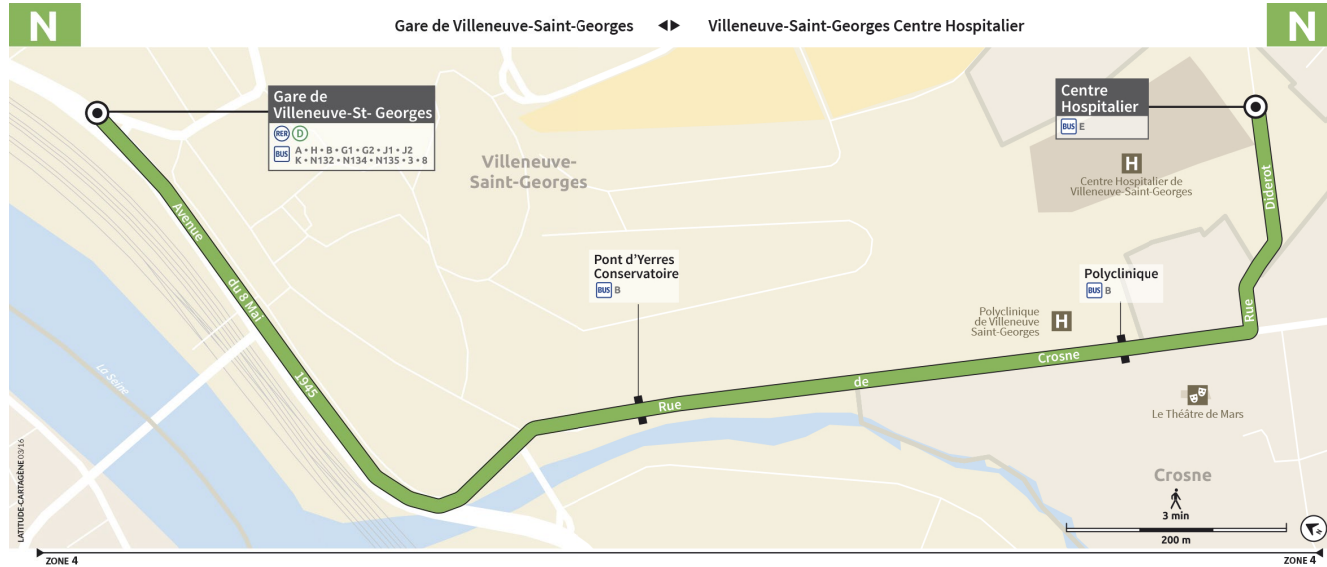 N
Gare de Villeneuve-Saint-Georges ◄► Villeneuve-Saint-Georges Centre Hospitalier
N
Gare de
Villeneuve-St- Georges
RER D
BUS A • H • B • G1 • G2 • J1 • J2
K • N132 • N134 • N135 • 3 • 8
Centre
Hospitalier
BUS E
Villeneuve-
Saint-Georges
H
Centre Hospitalier de
Villeneuve-Saint-Georges
Diderot
Rue
Avenue
du 8 Mai
1945
Pont d'Yerres
Conservatoire
BUS B
Polyclinique
BUS B
Polyclinique
de Villeneuve
Saint-Georges
H
Rue de Crosne
La Seine
Le Théâtre de Mars
Crosne
3 min
200 m
N
LATITUDE-CARTAGÈNE 03/16
ZONE 4
ZONE 4